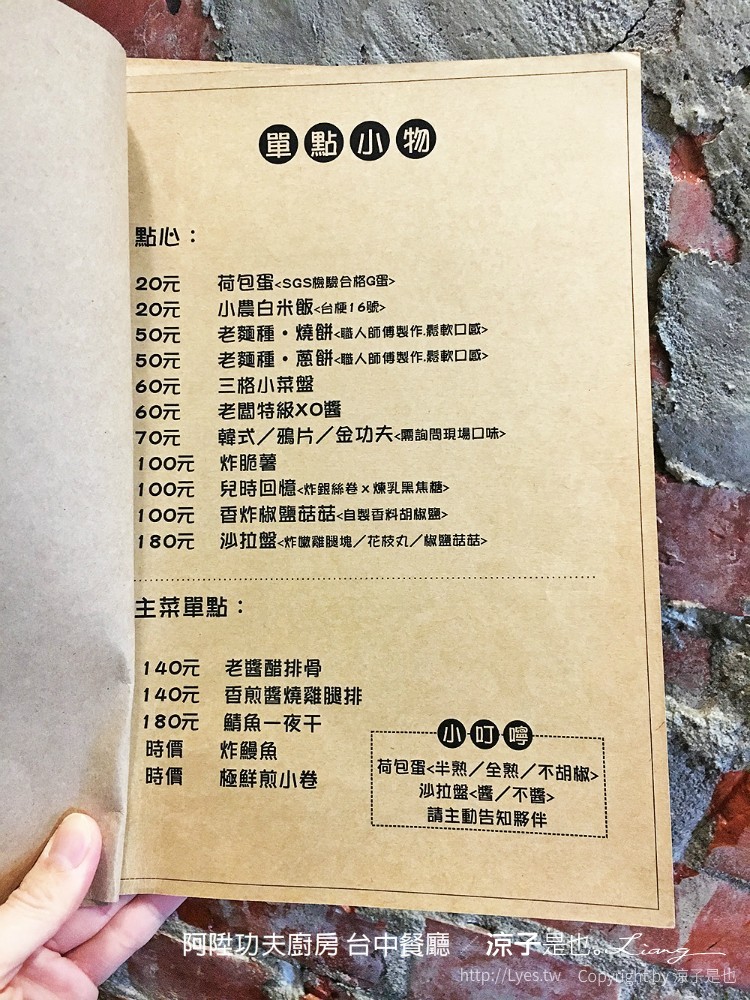 單點小物
點心：
20元 荷包蛋<SGS檢驗合格G蛋>
20元 小農白米飯<台梗16號>
50元 老麵種・燒餅<職人師傅製作.鬆軟口感>
50元 老麵種・蔥餅<職人師傅製作.鬆軟口感>
60元 三格小菜盤
60元 老闆特級XO醬
70元 韓式／鴉片／金功夫<需詢問現場口味>
100元 炸脆薯
100元 兒時回憶<炸銀絲卷x煉乳黑焦糖>
100元 香炸椒鹽菇菇<自製香料胡椒鹽>
180元 沙拉盤<炸嫩雞腿塊／花枝丸／椒鹽菇菇>
主菜單點：
140元 老醬醋排骨
140元 香煎醬燒雞腿排
180元 鯖魚一夜干
時價 炸鰻魚
時價 極鮮煎小卷
小叮嚀
荷包蛋<半熟／全熟／不胡椒>
沙拉盤<醬／不醬>
請主動告知夥伴
阿陞功夫廚房 台中餐廳 ／ 涼子是也。Liang
http://Lyes.tw Copyright by 涼子是也